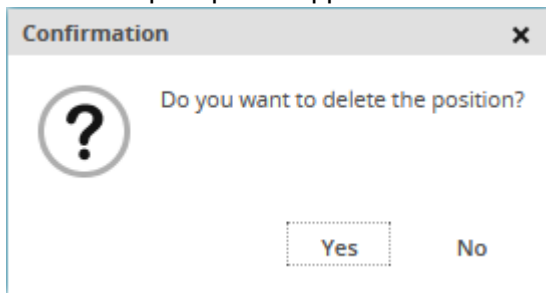 Confirmation
Do you want to delete the position?
Yes No